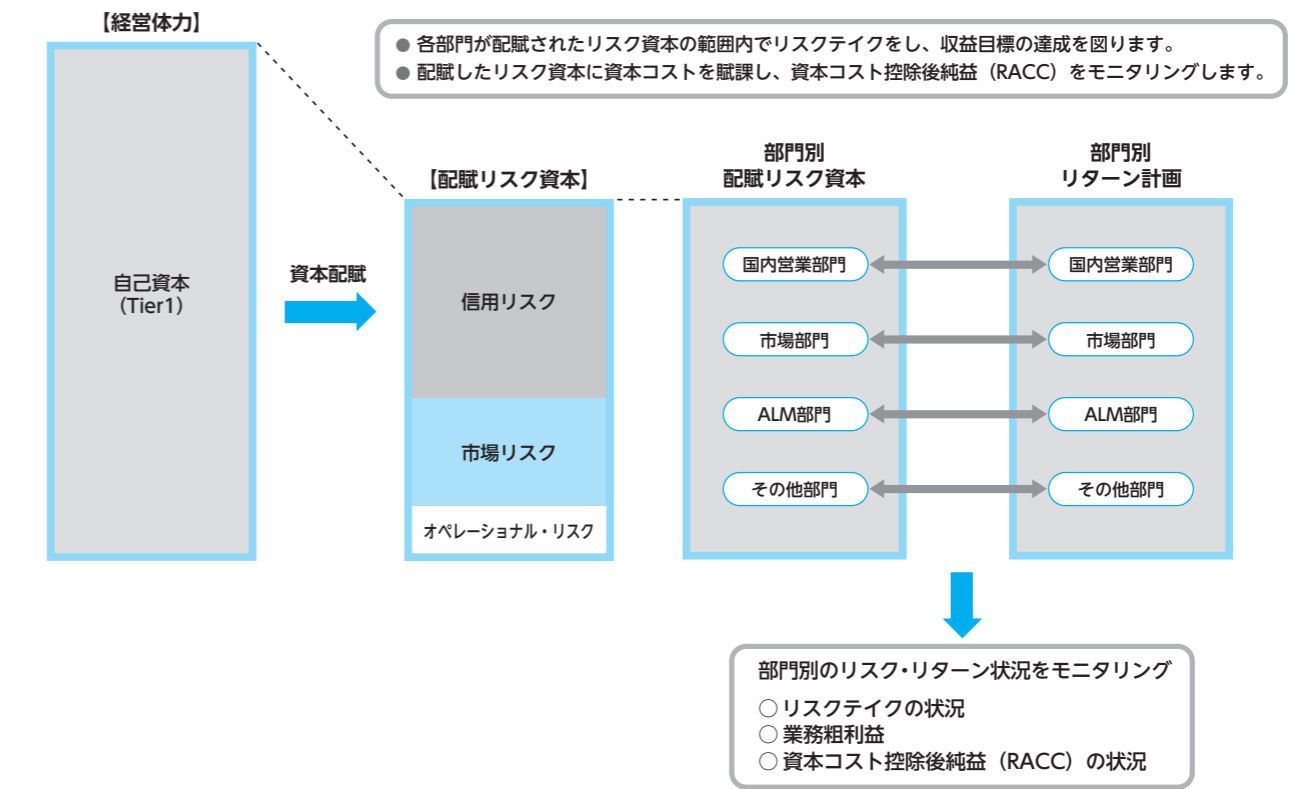 【経営体力】
● 各部門が配賦されたリスク資本の範囲内でリスクテイクをし、収益目標の達成を図ります。
● 配賦したリスク資本に資本コストを賦課し、資本コスト控除後純益（RACC）をモニタリングします。
自己資本
（Tier1）
資本配賦
【配賦リスク資本】
信用リスク
市場リスク
オペレーショナル・リスク
部門別
配賦リスク資本
国内営業部門
市場部門
ALM部門
その他部門
部門別
リターン計画
国内営業部門
市場部門
ALM部門
その他部門
部門別のリスク・リターン状況をモニタリング
○ リスクテイクの状況
○ 業務粗利益
○ 資本コスト控除後純益（RACC）の状況